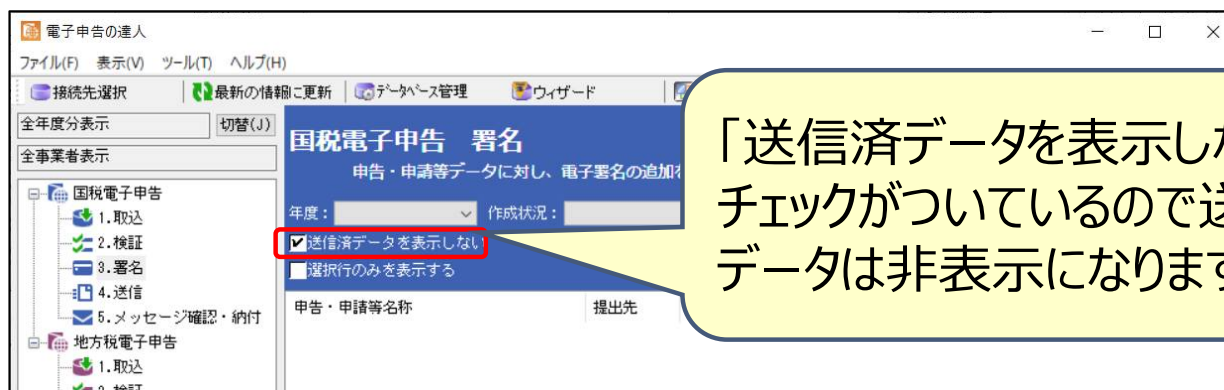 電子申告の達人
ファイル(F) 表示(V) ツール(T) ヘルプ(H)
接続先選択 最新の情報に更新 データベース管理 ウィザード
全年度分表示 切替(J)
全事業者表示
国税電子申告
1.取込
2.検証
3.署名
4.送信
5.メッセージ確認・納付
地方税電子申告
1.取込
国税電子申告 署名
申告・申請等データに対し、電子署名の追加
年度: 作成状況:
送信済データを表示しない
選択行のみを表示する
申告・申請等名称 提出先
「送信済データを表示しな
チェックがついているので送
データは非表示になります